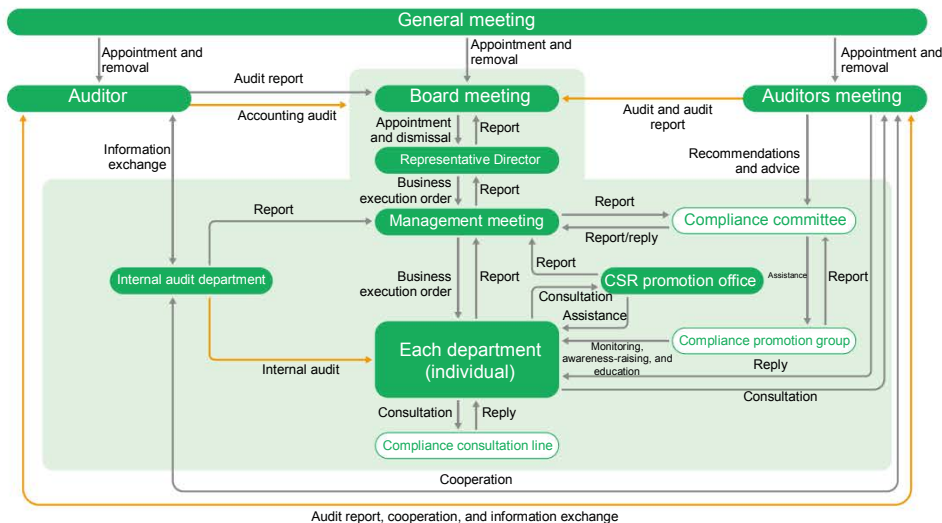 General meeting
Appointment and
removal
Appointment and
removal
Appointment and
removal
Audit report
Auditor
Board meeting
Auditors meeting
Accounting audit
Audit and audit
report
Information
exchange
Appointment
and dismissal
Report
Recommendations
and advice
Representative Director
Business
execution order
Report
Report
Management meeting
Report
Compliance committee
Report/reply
Internal audit department
Business
execution order
Report
Report
CSR promotion office
Assistance
Report
Consultation
Assistance
Each department
(individual)
Compliance promotion group
Monitoring,
awareness-raising, and
education
Internal audit
Reply
Consultation
Consultation
Reply
Compliance consultation line
Cooperation
Audit report, cooperation, and information exchange